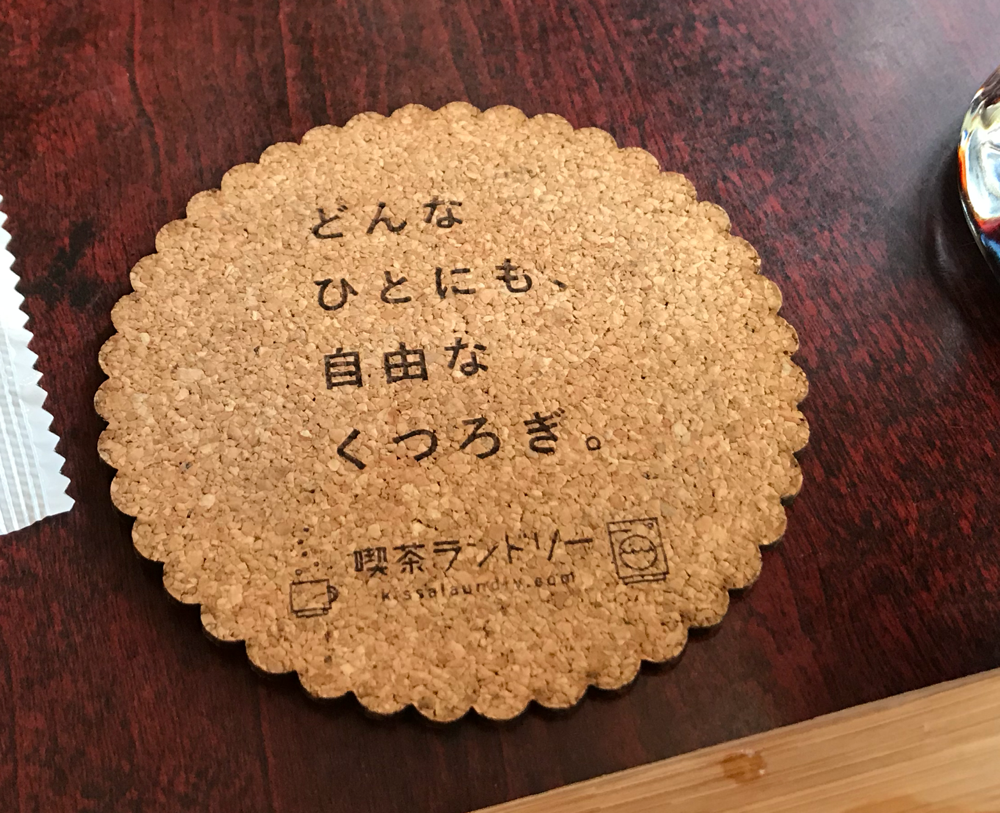 どんな
ひとにも、
自由な
くつろぎ。
喫茶ランドリー
kissalaundry.com